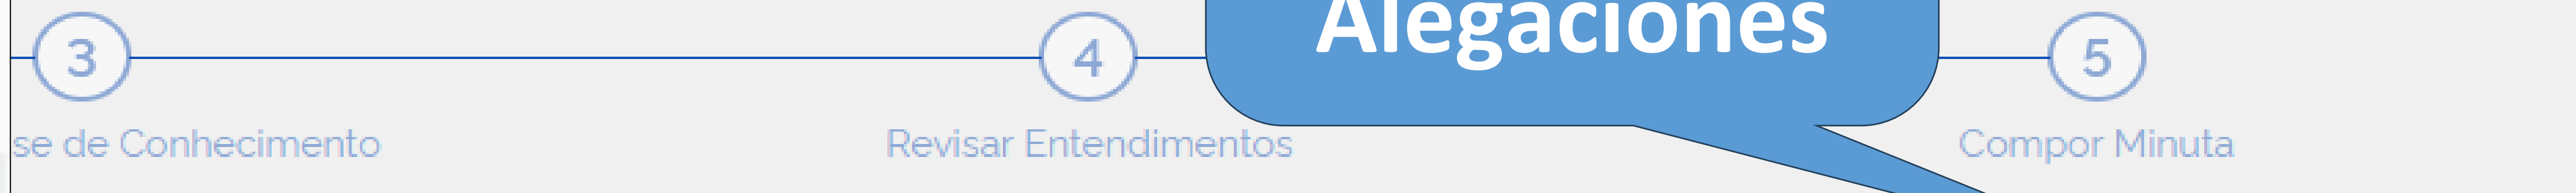 Alegaciones
3
4
5
se de Conhecimento
Revisar Entendimentos
Compor Minuta